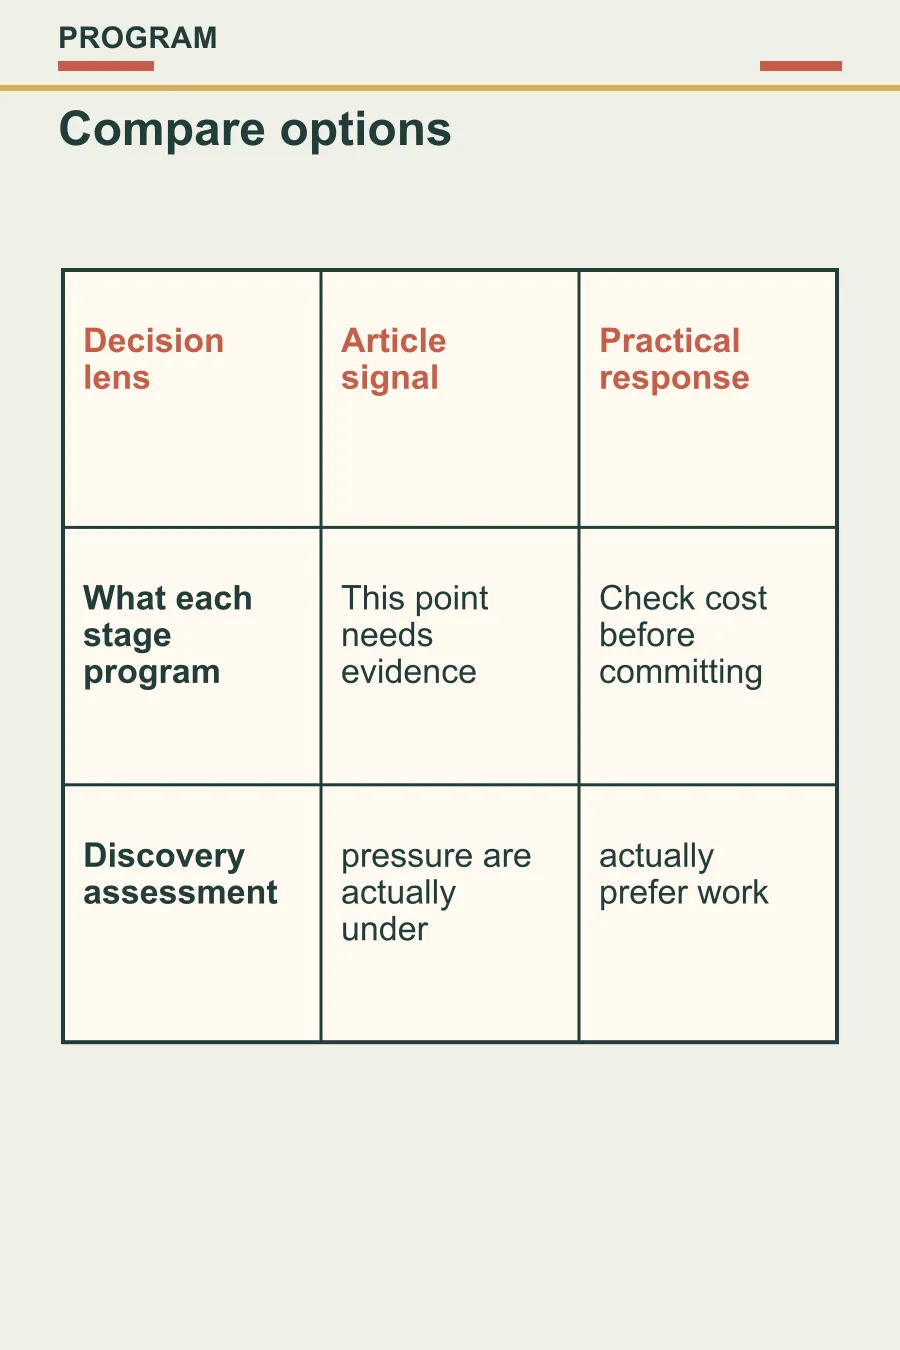 PROGRAM
Compare options
Decision
lens
Article
signal
Practical
response
What each
stage
program
This point
needs
evidence
Check cost
before
committing
Discovery
assessment
pressure are
actually
under
actually
prefer work